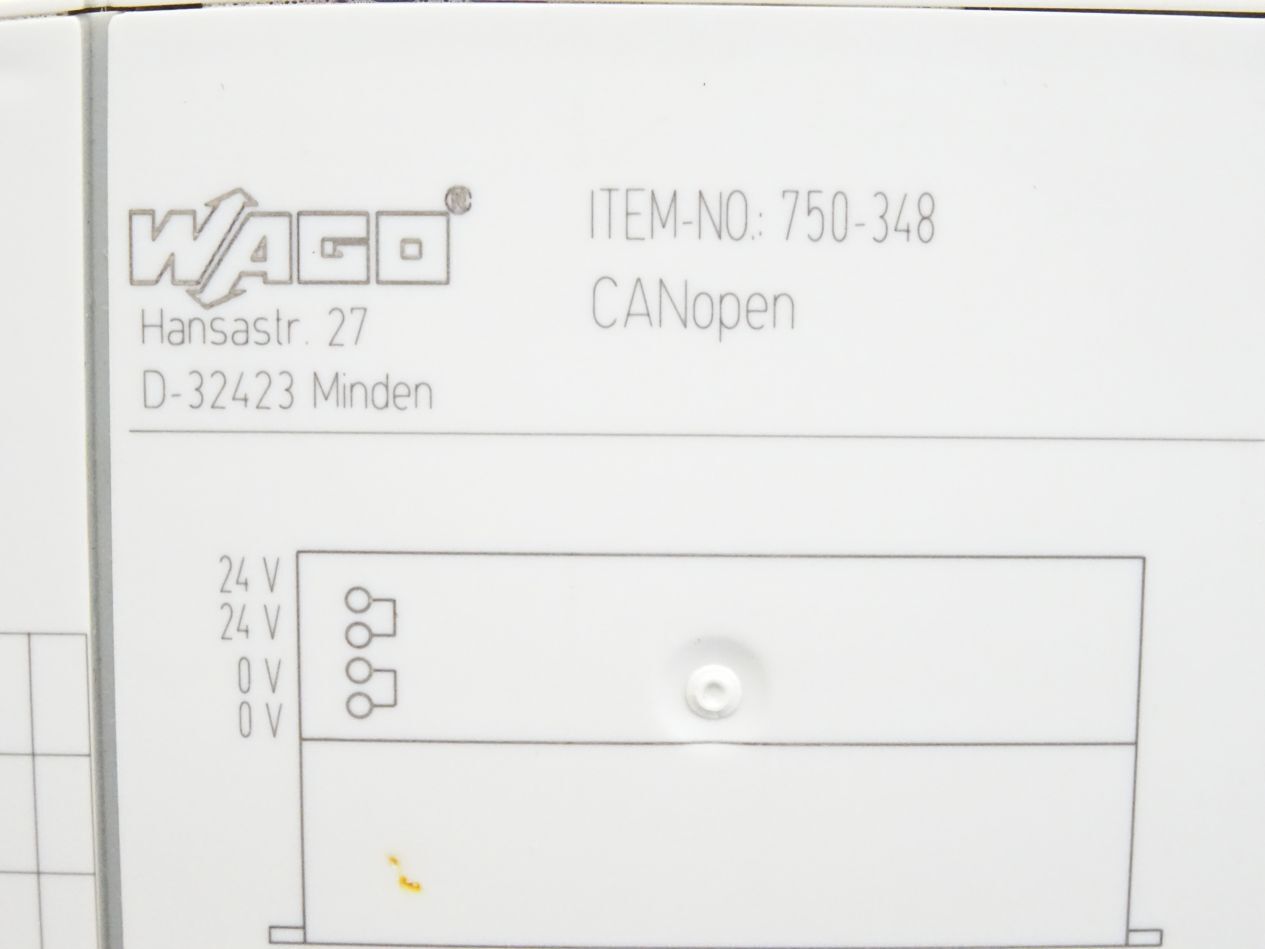 WAGO®
Hansastr. 27
D-32423 Minden
ITEM-NO.: 750-348
CANopen
24 V
24 V
0 V
0 V